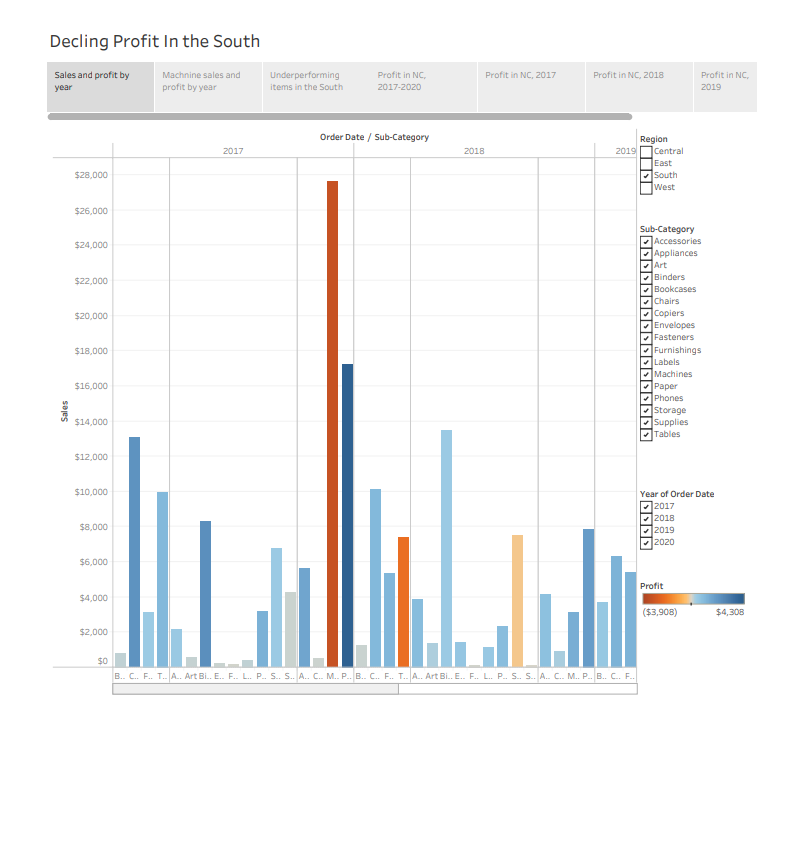 Decling Profit In the South
Sales and profit by
year
Machnine sales and
profit by year
Underperforming
items in the South
Profit in NC,
2017-2020
Profit in NC, 2017
Profit in NC, 2018
Profit in NC,
2019
Order Date / Sub-Category
2017 2018 2019
Sales
$28,000
$26,000
$24,000
$22,000
$20,000
$18,000
$16,000
$14,000
$12,000
$10,000
$8,000
$6,000
$4,000
$2,000
$0
B.. C.. F.. T.. A.. Art Bi.. E.. F.. L.. P.. S.. S.. A.. C.. M.. P.. B.. C.. F.. T.. A.. Art Bi.. E.. F.. L.. P.. S.. S.. A.. C.. M.. P.. B.. C.. F..
Region
Central
East
South
West
Sub-Category
Accessories
Appliances
Art
Binders
Bookcases
Chairs
Copiers
Envelopes
Fasteners
Furnishings
Labels
Machines
Paper
Phones
Storage
Supplies
Tables
Year of Order Date
2017
2018
2019
2020
Profit
($3,908) $4,308